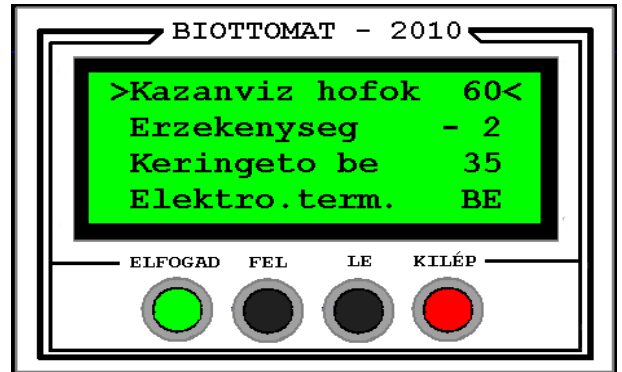 BIOTTOMAT - 2010
>Kazanviz hofok 60<
Erzekenyseg - 2
Keringeto be 35
Elektro.term. BE
ELFOGAD FEL LE KILÉP